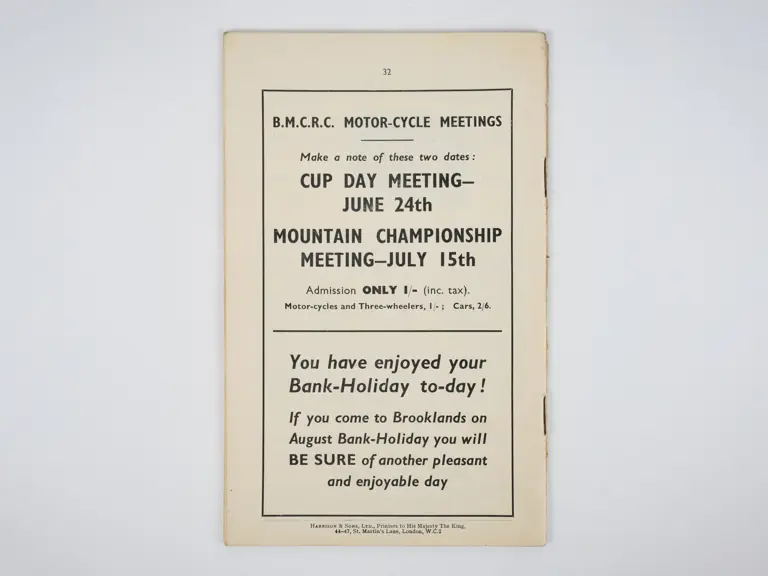 32
B.M.C.R.C. MOTOR-CYCLE MEETINGS
Make a note of these two dates:
CUP DAY MEETING—
JUNE 24th
MOUNTAIN CHAMPIONSHIP
MEETING—JULY 15th
Admission ONLY 1/- (inc. tax).
Motor-cycles and Three-wheelers, 1/- ; Cars, 2/6.
You have enjoyed your
Bank-Holiday to-day!
If you come to Brooklands on
August Bank-Holiday you will
BE SURE of another pleasant
and enjoyable day
Harrison & Sons, Ltd., Printers to His Majesty The King,
44-47, St. Martin's Lane, London, W.C.2